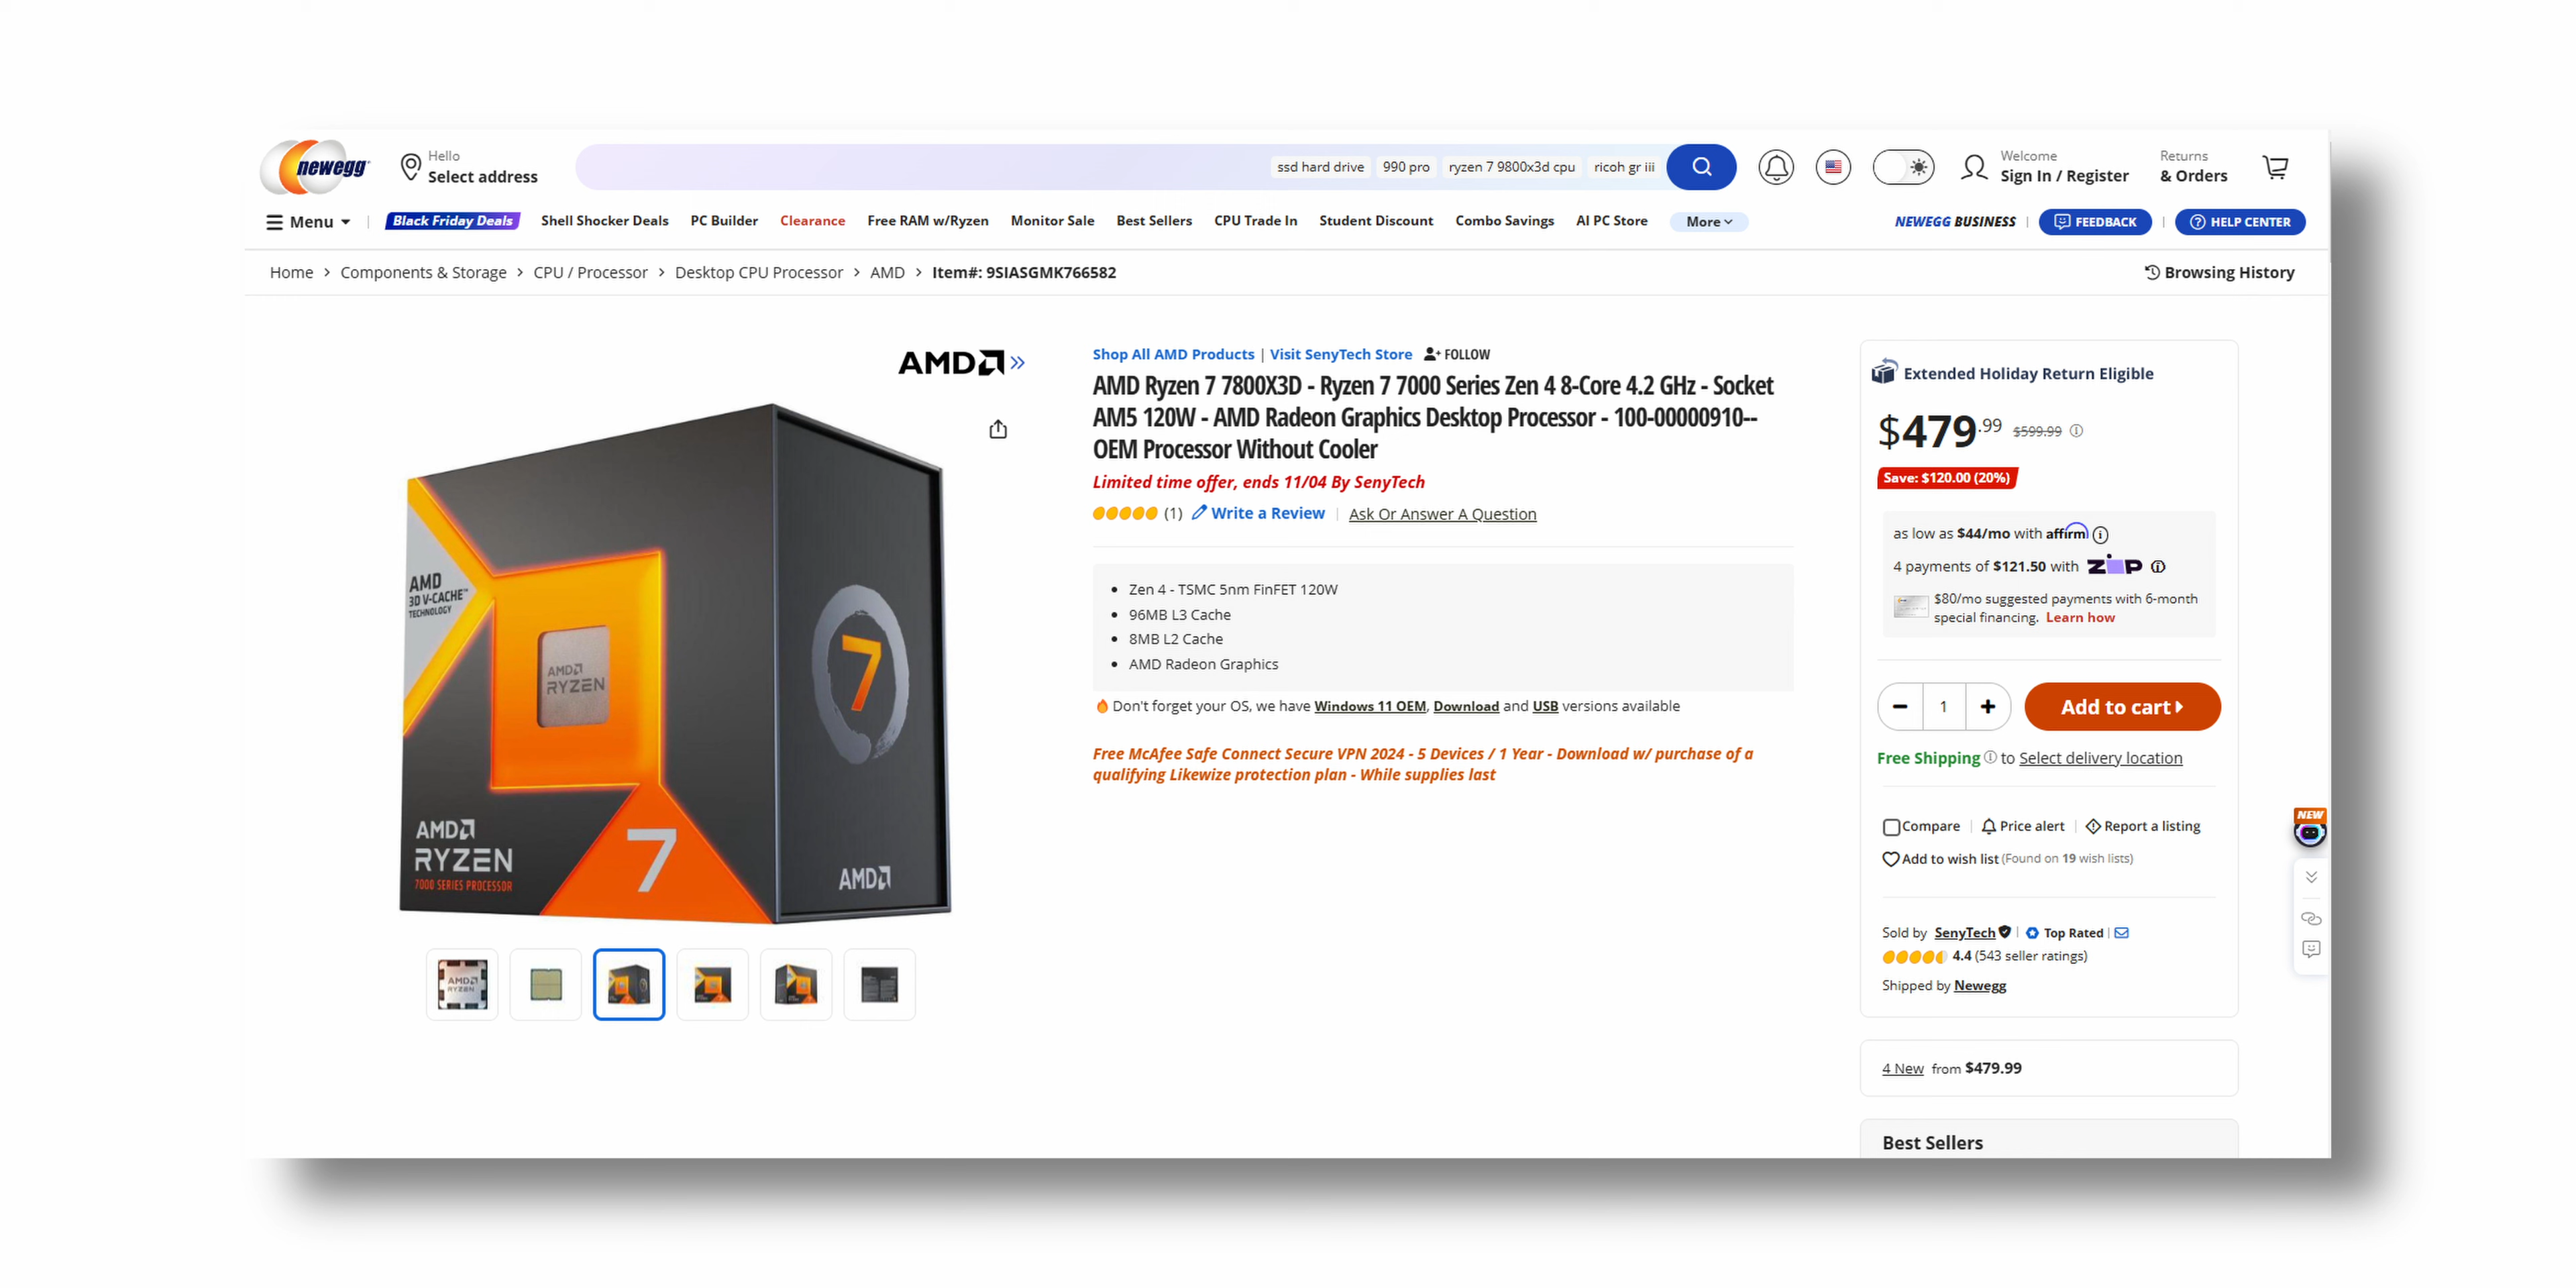 newegg
Hello
Select address
ssd hard drive 990 pro ryzen 7 9800x3d cpu ricoh gr iii
Welcome
Sign In / Register
Returns
& Orders
Menu
Black Friday Deals Shell Shocker Deals PC Builder Clearance Free RAM w/Ryzen Monitor Sale Best Sellers CPU Trade In Student Discount Combo Savings AI PC Store More
NEWEGG BUSINESS FEEDBACK HELP CENTER
Home > Components & Storage > CPU / Processor > Desktop CPU Processor > AMD > Item#: 9SIASGMK766582
Browsing History
AMD
AMD
3D V-CACHE™
TECHNOLOGY
AMD
RYZEN
7
AMD
RYZEN
7000 SERIES PROCESSOR
7
AMD
AMD
RYZEN
Shop All AMD Products | Visit SenyTech Store FOLLOW
AMD Ryzen 7 7800X3D - Ryzen 7 7000 Series Zen 4 8-Core 4.2 GHz - Socket
AM5 120W - AMD Radeon Graphics Desktop Processor - 100-00000910--
OEM Processor Without Cooler
Limited time offer, ends 11/04 By SenyTech
(1) Write a Review | Ask Or Answer A Question
• Zen 4 - TSMC 5nm FinFET 120W
• 96MB L3 Cache
• 8MB L2 Cache
• AMD Radeon Graphics
Don't forget your OS, we have Windows 11 OEM, Download and USB versions available
Free McAfee Safe Connect Secure VPN 2024 - 5 Devices / 1 Year - Download w/ purchase of a
qualifying Likewize protection plan - While supplies last
Extended Holiday Return Eligible
$479.99 $599.99
Save: $120.00 (20%)
as low as $44/mo with affirm
4 payments of $121.50 with ZIP
$80/mo suggested payments with 6-month
special financing. Learn how
1
Add to cart
Free Shipping to Select delivery location
Compare | Price alert | Report a listing
Add to wish list (Found on 19 wish lists)
Sold by SenyTech | Top Rated |
4.4 (543 seller ratings)
Shipped by Newegg
NEW
4 New from $479.99
Best Sellers